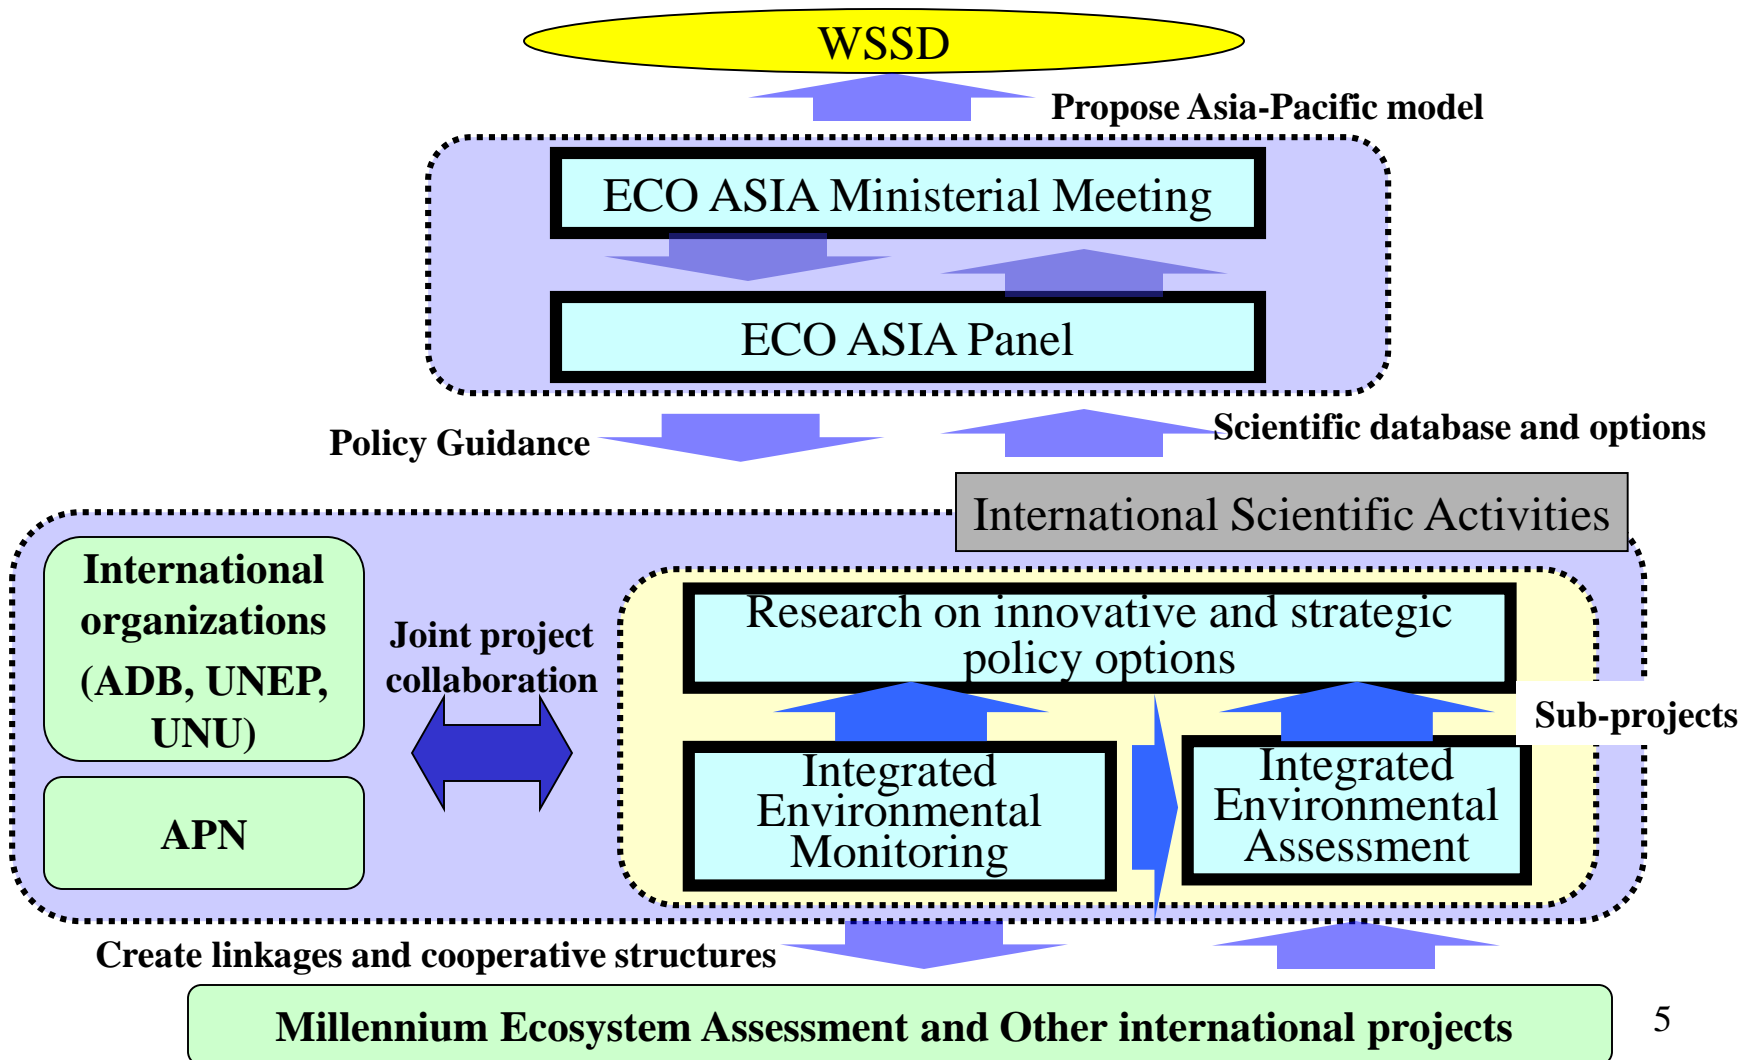 WSSD
Propose Asia-Pacific model
ECO ASIA Ministerial Meeting
ECO ASIA Panel
Policy Guidance
Scientific database and options
International Scientific Activities
International
organizations
(ADB, UNEP,
UNU)
APN
Joint project
collaboration
Research on innovative and strategic
policy options
Sub-projects
Integrated
Environmental
Monitoring
Integrated
Environmental
Assessment
Create linkages and cooperative structures
Millennium Ecosystem Assessment and Other international projects
5